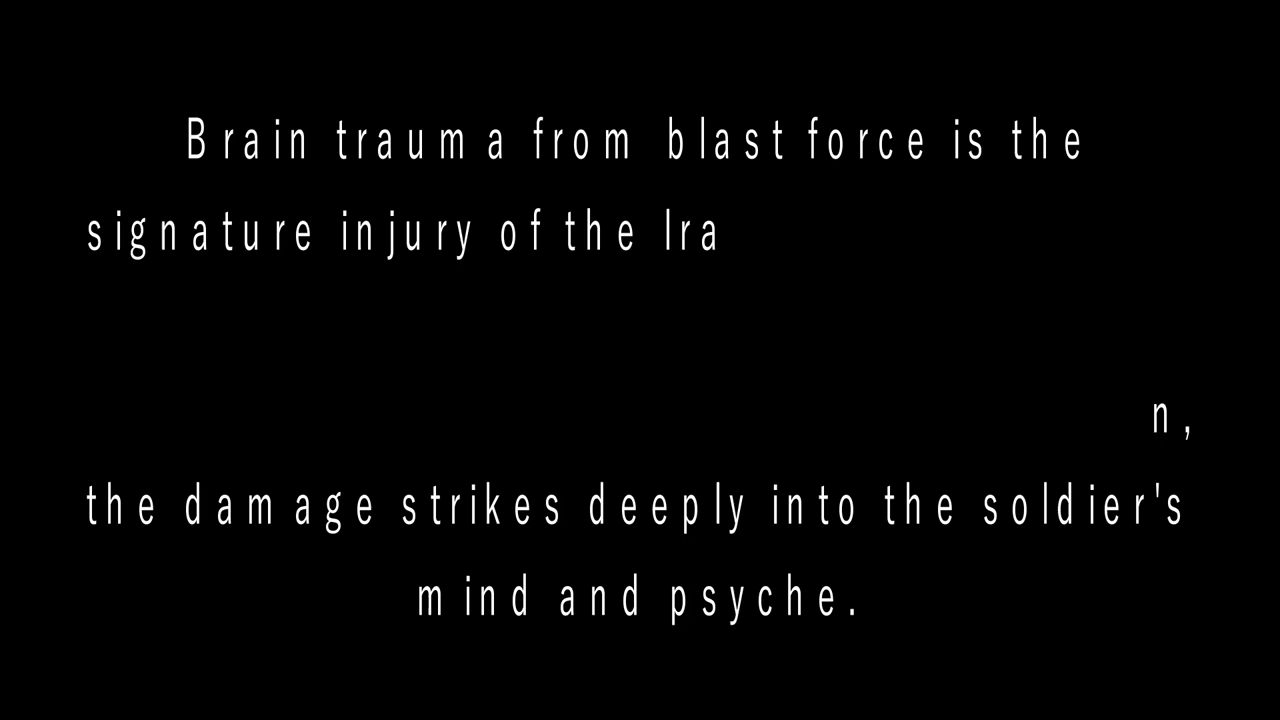 Brain trauma from blast force is the
signature injury of the Ira
n,
the damage strikes deeply into the soldier's
mind and psyche.